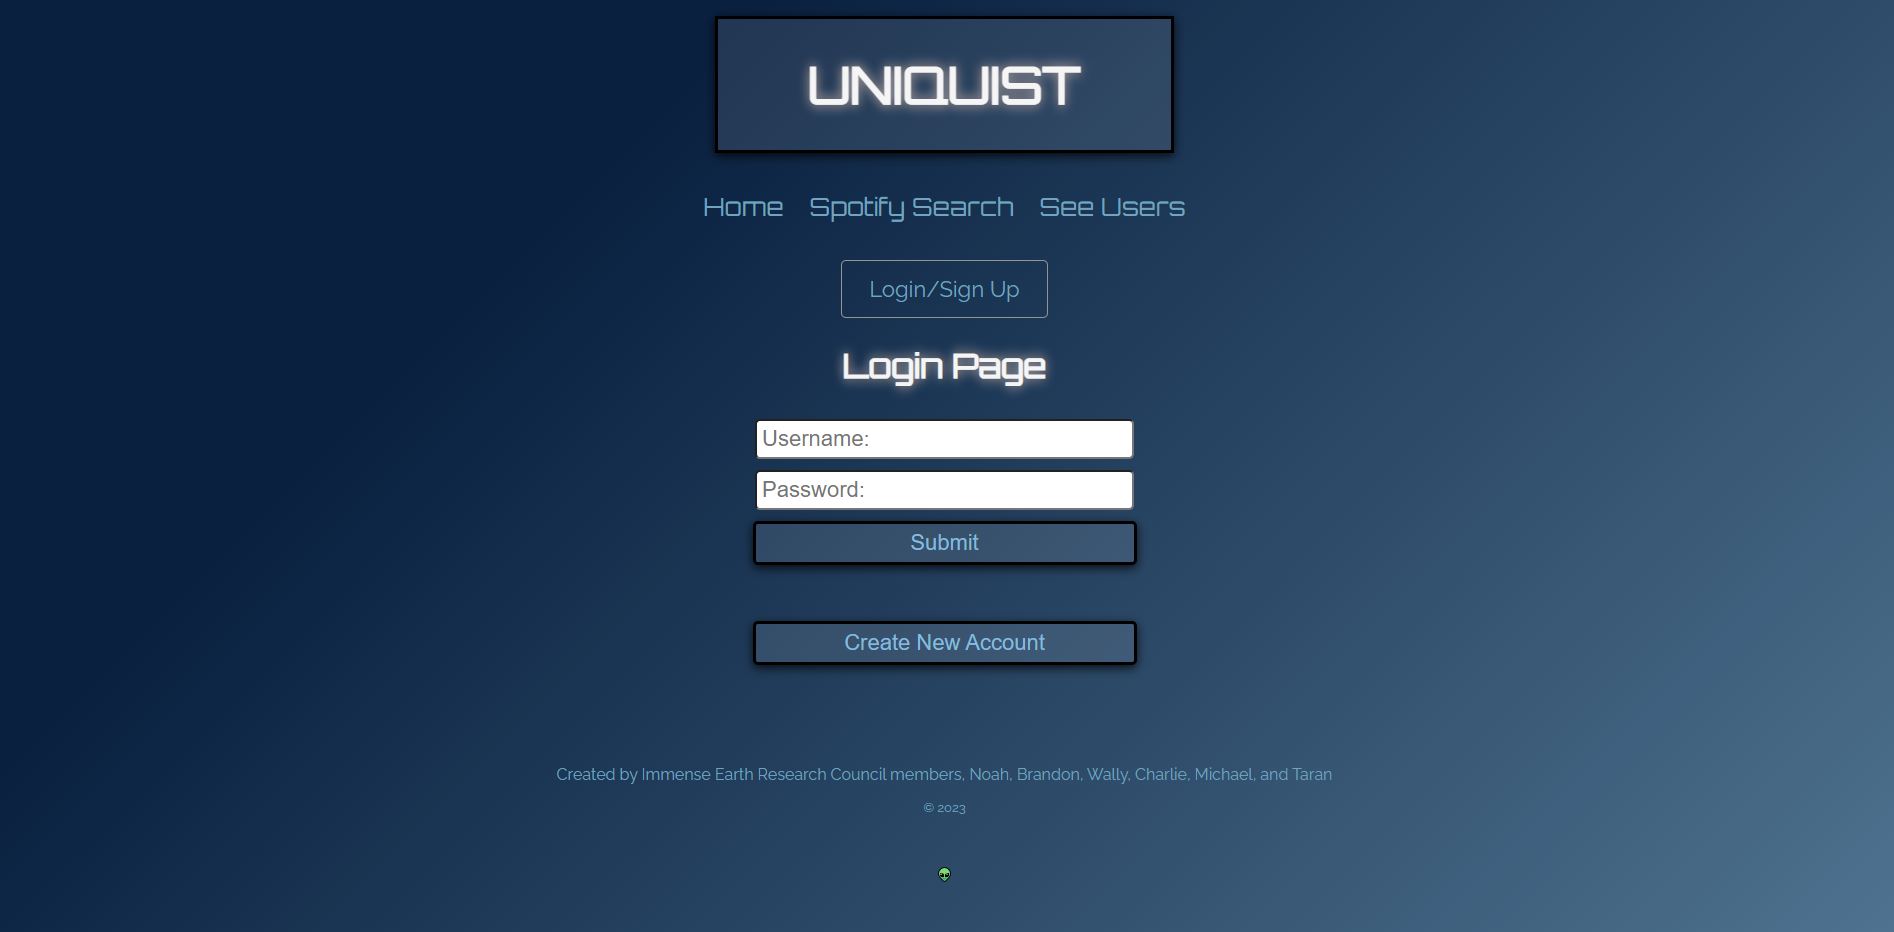 UNIQUIST
Home Spotify Search See Users
Login/Sign Up
Login Page
Username:
Password:
Submit
Create New Account
Created by Immense Earth Research Council members, Noah, Brandon, Wally, Charlie, Michael, and Taran
© 2023